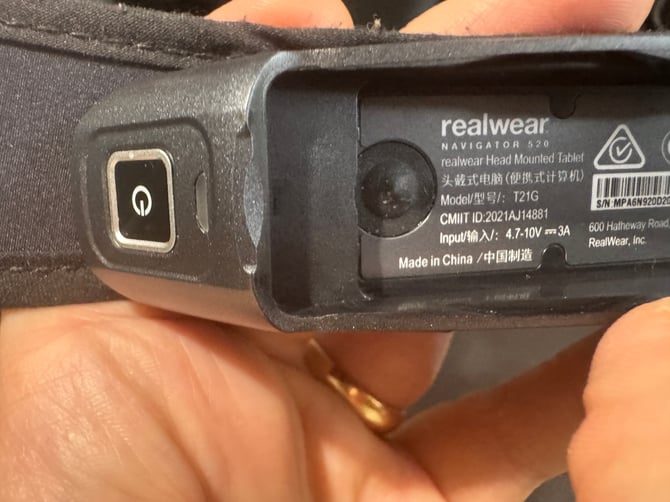 realwear
NAVIGATOR 520
realwear Head Mounted Tablet
头戴式电脑 (便携式计算机)
Model/型号/: T21G
CMIIT ID:2021AJ14881
Input/输入/: 4.7-10V ⎓ 3A
Made in China /中国制造
600 Hatheway Road,
RealWear, Inc.